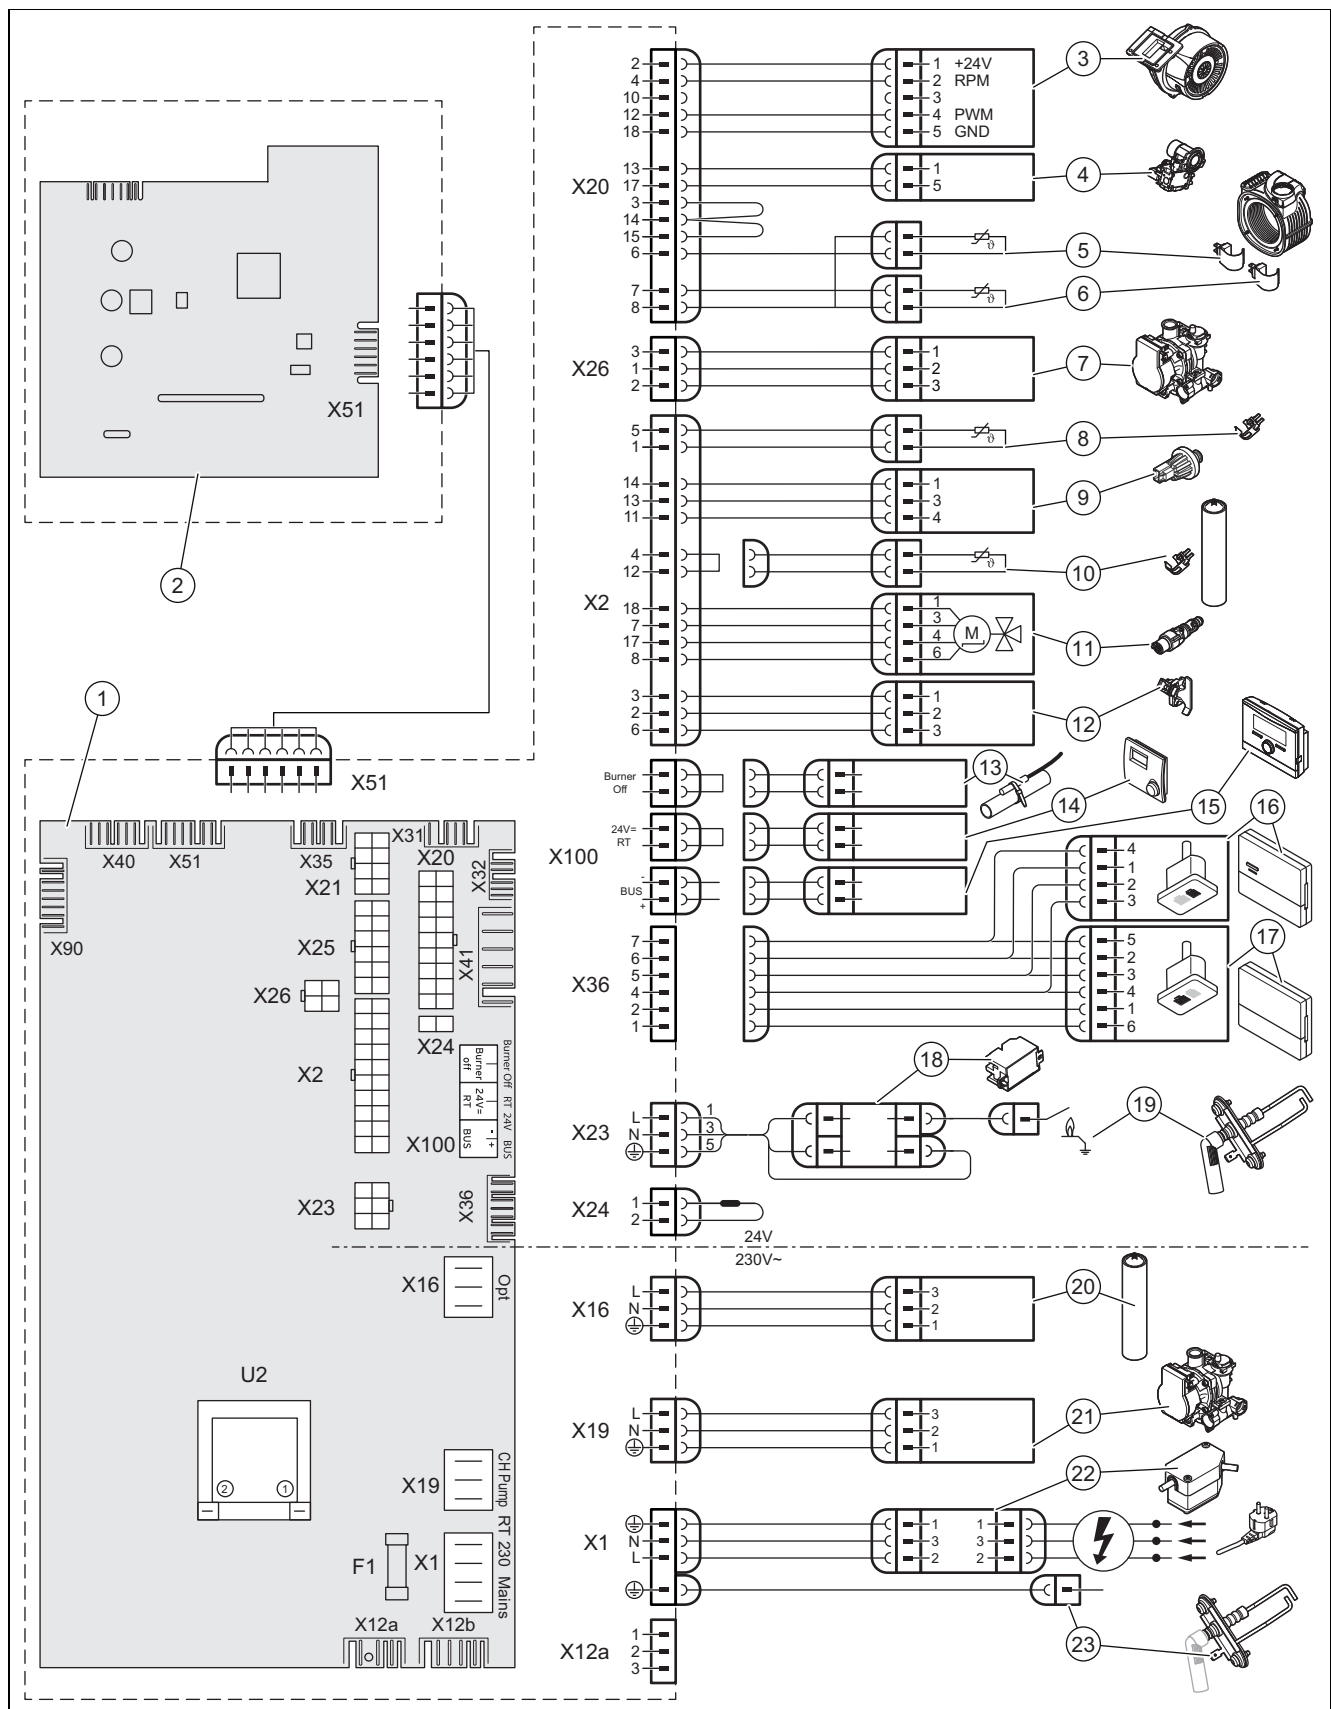 2
4
10
12
18
1 +24V
2 RPM
3
4 PWM
5 GND
3
X20
13
17
3
14
15
6
7
8
1
5
4
ϑ
5
ϑ
6
X26
3
1
2
1
2
3
7
X51
2
X2
5
1
ϑ
8
14
13
11
1
3
4
9
4
12
ϑ
10
18
7
17
8
1
3
4
6
M
11
3
2
6
1
2
3
12
1
X51
X100
Burner
Off
13
24V=
RT
14
-
BUS
+
15
16
4
1
2
3
X36
7
6
5
4
2
1
5
2
3
4
1
6
17
X40
X51
X35
X31
X21
X20
X32
X90
X25
X41
X26
X24
X2
Burner off
24V= RT
- + BUS
Burner Off RT 24V BUS
X100
X23
X36
X23
L
N
1
3
5
18
19
X24
1
2
24V
230V~
X16
Opt
X16
L
N
3
2
1
20
U2
2
1
X19
L
N
3
2
1
21
X19
CH Pump RT 230 Mains
F1
X1
X12a
X12b
X1
N
L
1
3
2
1
3
2
22
23
X12a
1
2
3